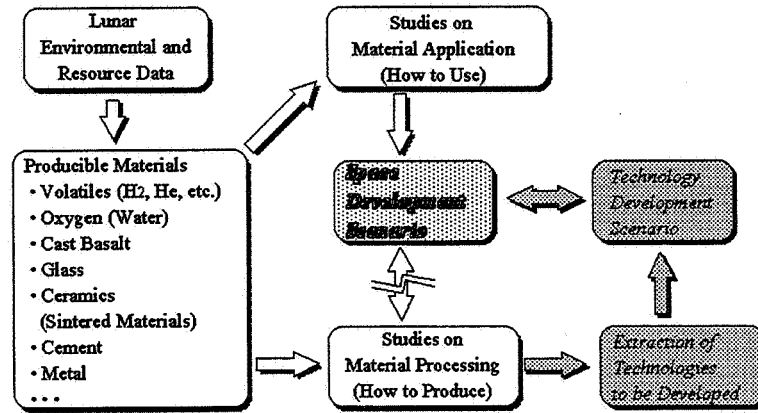 Lunar
Environmental and
Resource Data
Studies on
Material Application
(How to Use)
Producible Materials
・Volatiles (H2, He, etc.)
・Oxygen (Water)
・Cast Basalt
・Glass
・Ceramics
(Sintered Materials)
・Cement
・Metal
・・・
Space
Development
Scenario
Technology
Development
Scenario
Studies on
Material Processing
(How to Produce)
Extraction of
Technologies
to be Developed